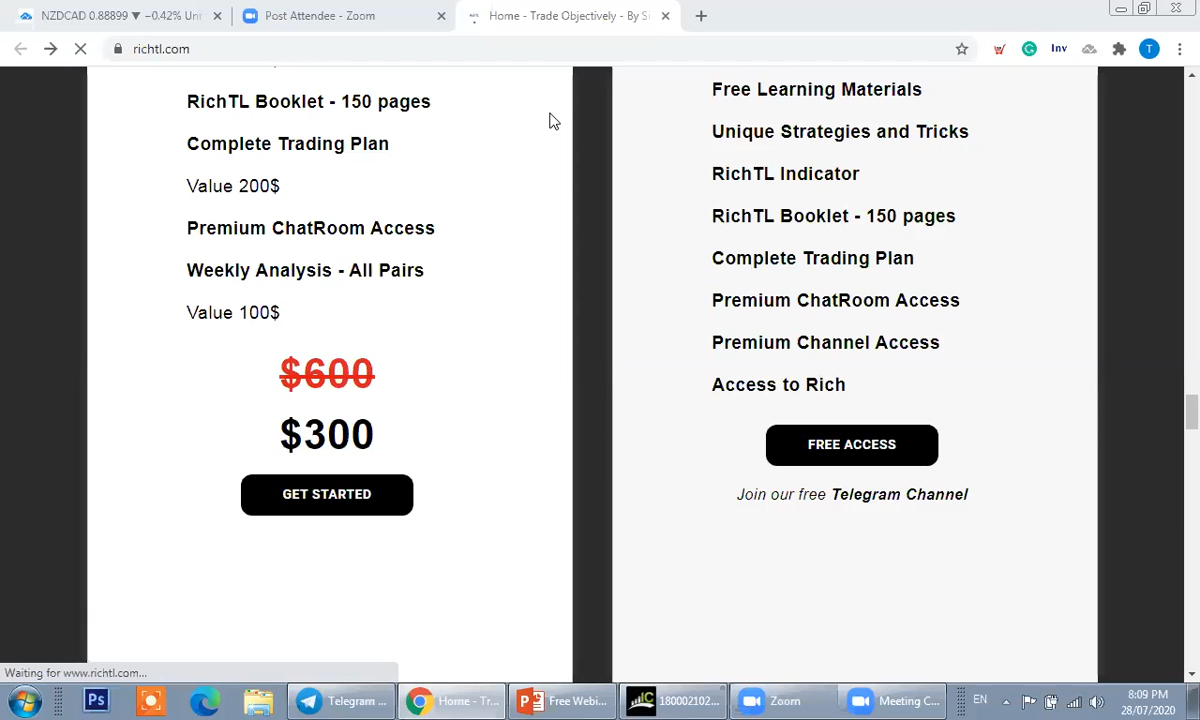 NZDCAD 0.88899 ▼ −0.42% Unr
Post Attendee - Zoom
Home - Trade Objectively - By Si
richtl.com
Inv
T
RichTL Booklet - 150 pages
Complete Trading Plan
Value 200$
Premium ChatRoom Access
Weekly Analysis - All Pairs
Value 100$
$600
$300
GET STARTED
Free Learning Materials
Unique Strategies and Tricks
RichTL Indicator
RichTL Booklet - 150 pages
Complete Trading Plan
Premium ChatRoom Access
Premium Channel Access
Access to Rich
FREE ACCESS
Join our free Telegram Channel
Waiting for www.richtl.com...
Ps
Telegram ...
Home - Tr...
Free Webi...
IC
180002102...
Zoom
Meeting C...
EN
8:09 PM
28/07/2020